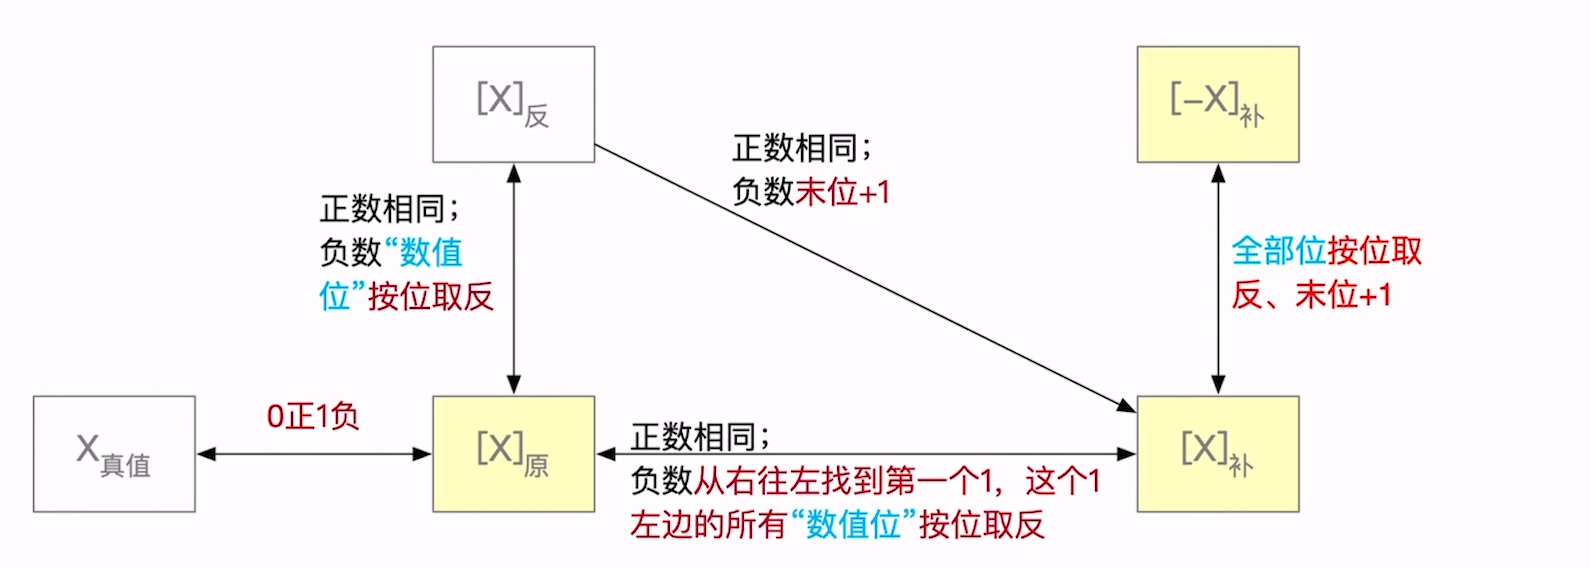 [X]反
[-X]补
正数相同；
负数末位+1
正数相同；
负数“数值
位”按位取反
全部位按位取
反、末位+1
X真值
0正1负
[X]原
正数相同；
负数从右往左找到第一个1，这个1
左边的所有“数值位”按位取反
[X]补